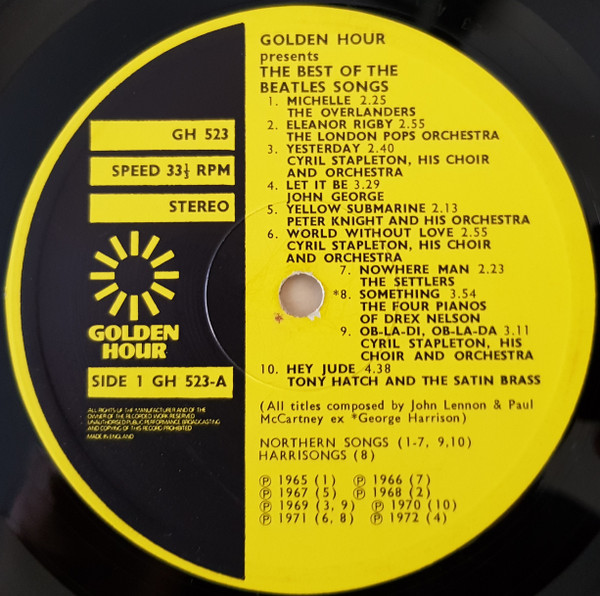 GH 523
SPEED 33⅓ RPM
STEREO
GOLDEN
HOUR
SIDE 1 GH 523-A
ALL RIGHTS OF THE MANUFACTURER AND OF THE
OWNER OF THE RECORDED WORK RESERVED
UNAUTHORISED PUBLIC PERFORMANCE BROADCASTING
AND COPYING OF THIS RECORD PROHIBITED
MADE IN ENGLAND
GOLDEN HOUR
presents
THE BEST OF THE
BEATLES SONGS
1. MICHELLE 2.25
THE OVERLANDERS
2. ELEANOR RIGBY 2.55
THE LONDON POPS ORCHESTRA
3. YESTERDAY 2.40
CYRIL STAPLETON, HIS CHOIR
AND ORCHESTRA
4. LET IT BE 3.29
JOHN GEORGE
5. YELLOW SUBMARINE 2.13
PETER KNIGHT AND HIS ORCHESTRA
6. WORLD WITHOUT LOVE 2.55
CYRIL STAPLETON, HIS CHOIR
AND ORCHESTRA
7. NOWHERE MAN 2.23
THE SETTLERS
*8. SOMETHING 3.54
THE FOUR PIANOS
OF DREX NELSON
9. OB-LA-DI, OB-LA-DA 3.11
CYRIL STAPLETON, HIS
CHOIR AND ORCHESTRA
10. HEY JUDE 4.38
TONY HATCH AND THE SATIN BRASS
(All titles composed by John Lennon & Paul
McCartney ex *George Harrison)
NORTHERN SONGS (1-7, 9,10)
HARRISONGS (8)
℗ 1965 (1) ℗ 1966 (7)
℗ 1967 (5) ℗ 1968 (2)
℗ 1969 (3, 9) ℗ 1970 (10)
℗ 1971 (6, 8) ℗ 1972 (4)